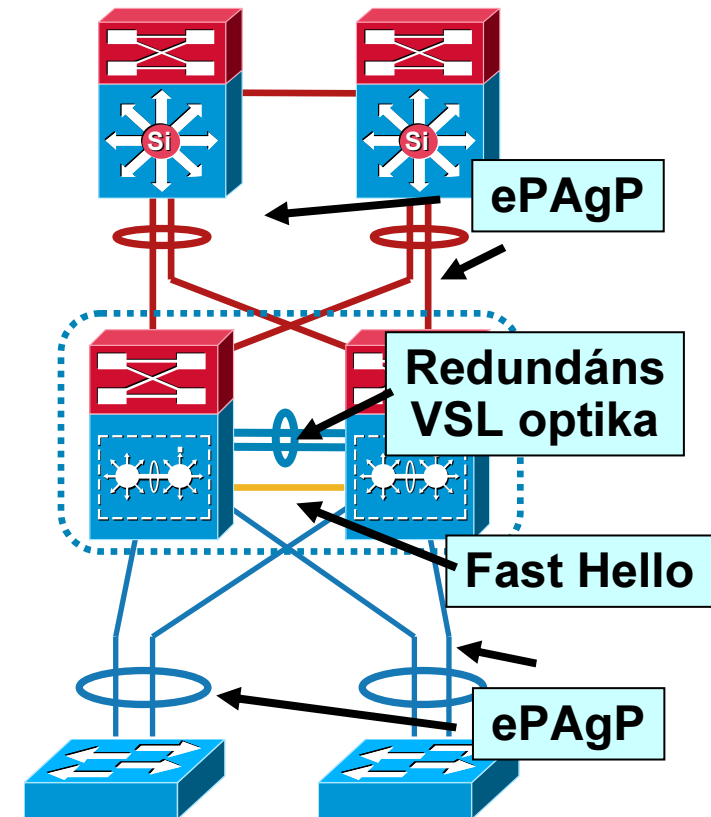 Si
Si
ePAgP
Redundáns
VSL optika
Fast Hello
ePAgP